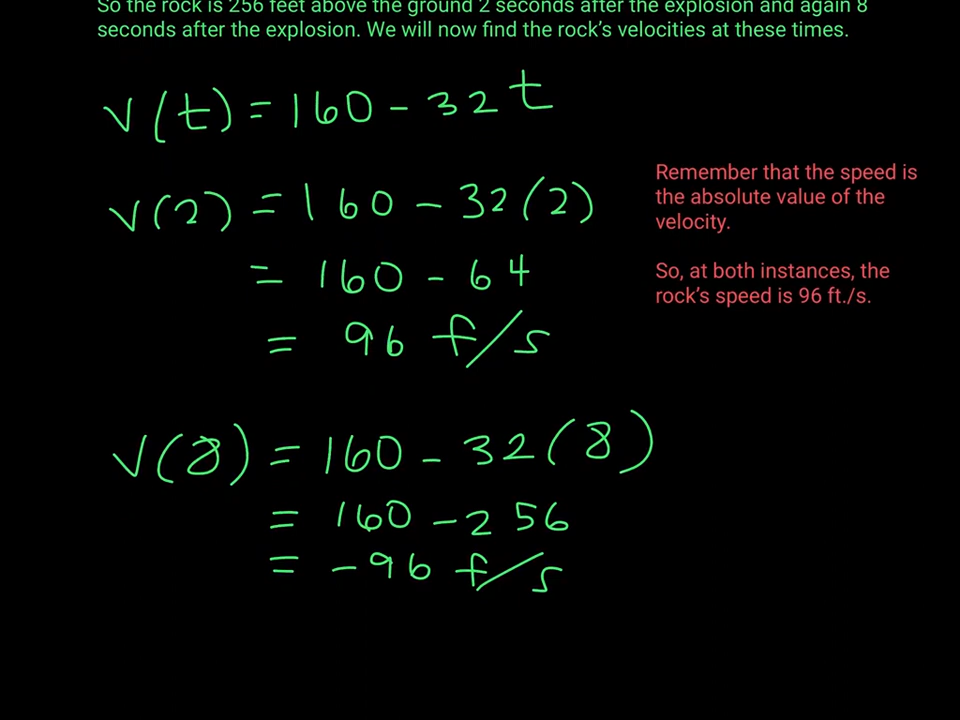 So the rock is 256 feet above the ground 2 seconds after the explosion and again 8
seconds after the explosion. We will now find the rock's velocities at these times.
v(t) = 160 - 32t
v(2) = 160 - 32(2)
= 160 - 64
= 96 f/s
Remember that the speed is
the absolute value of the
velocity.
So, at both instances, the
rock's speed is 96 ft./s.
v(8) = 160 - 32(8)
= 160 - 256
= -96 f/s